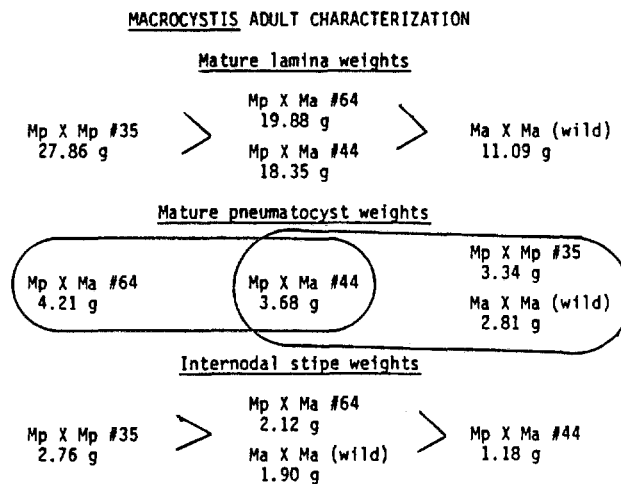 MACROCYSTIS ADULT CHARACTERIZATION
Mature lamina weights
Mp X Mp #35
27.86 g
>
Mp X Ma #64
19.88 g
Mp X Ma #44
18.35 g
>
Ma X Ma (wild)
11.09 g
Mature pneumatocyst weights
Mp X Ma #64
4.21 g
Mp X Ma #44
3.68 g
Mp X Mp #35
3.34 g
Ma X Ma (wild)
2.81 g
Internodal stipe weights
Mp X Mp #35
2.76 g
>
Mp X Ma #64
2.12 g
Ma X Ma (wild)
1.90 g
>
Mp X Ma #44
1.18 g